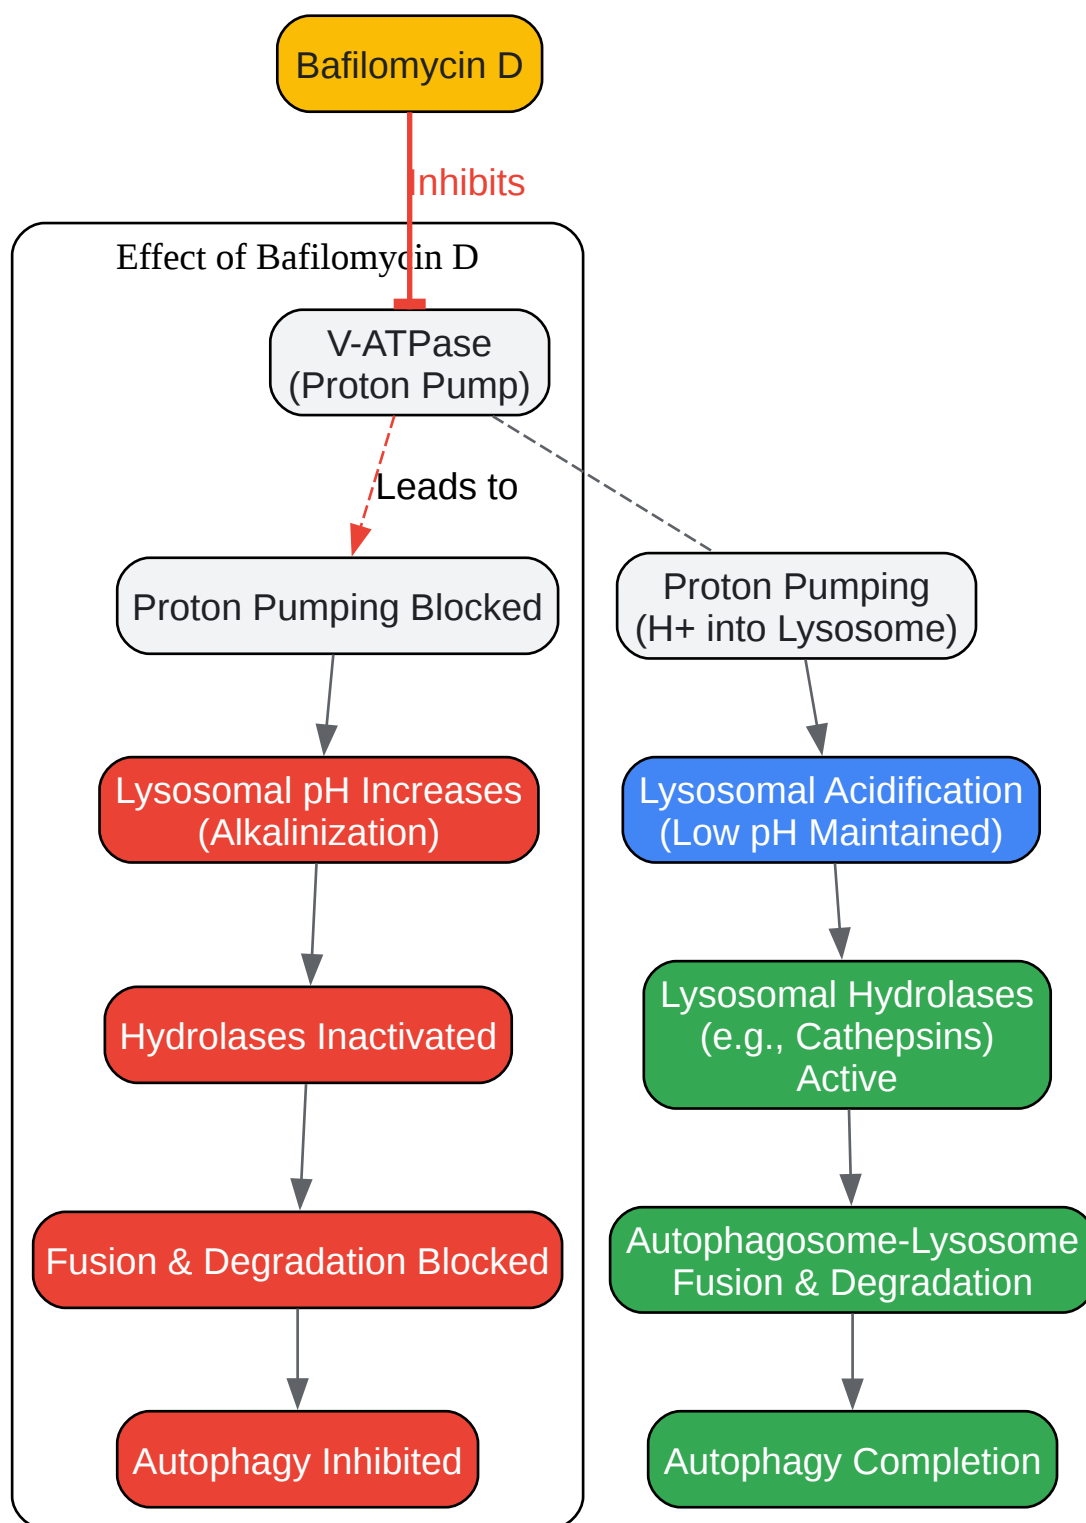 Bafilomycin D
Inhibits
Effect of Bafilomycin D
V-ATPase
(Proton Pump)
Leads to
Proton Pumping Blocked
Proton Pumping
(H+ into Lysosome)
Lysosomal pH Increases
(Alkalinization)
Lysosomal Acidification
(Low pH Maintained)
Hydrolases Inactivated
Lysosomal Hydrolases
(e.g., Cathepsins)
Active
Fusion & Degradation Blocked
Autophagosome-Lysosome
Fusion & Degradation
Autophagy Inhibited
Autophagy Completion